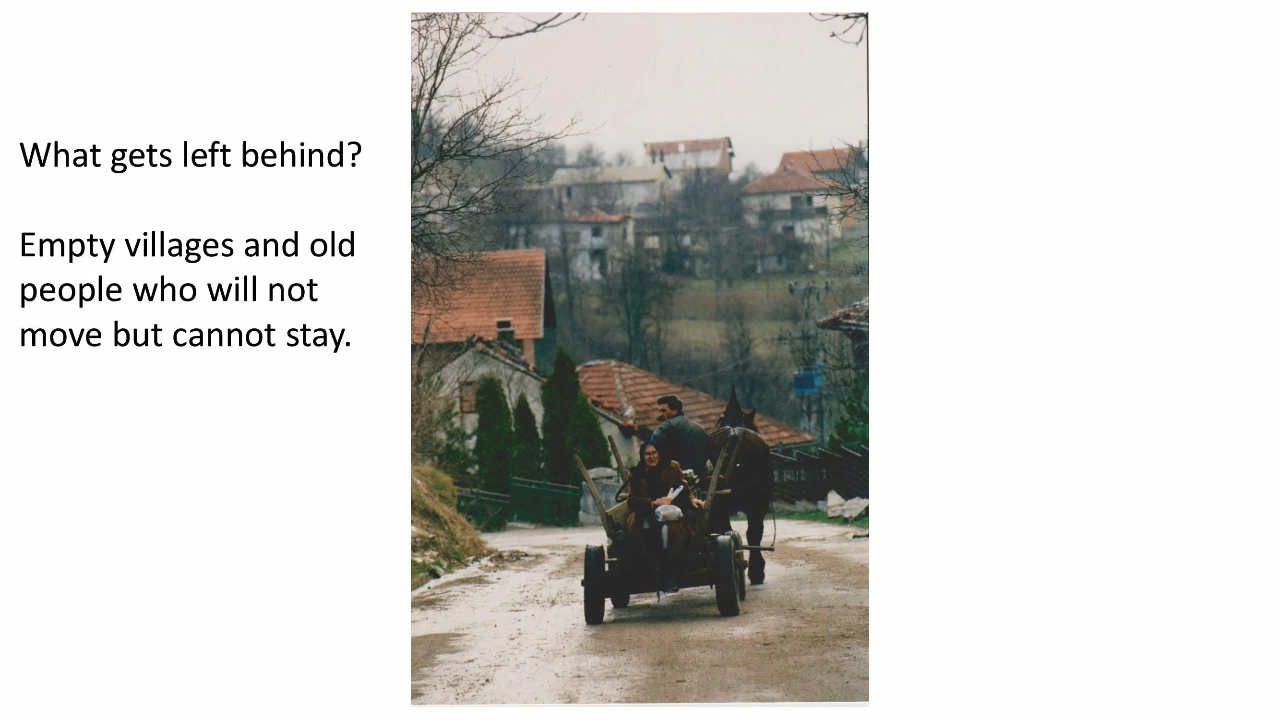 What gets left behind?
Empty villages and old
people who will not
move but cannot stay.